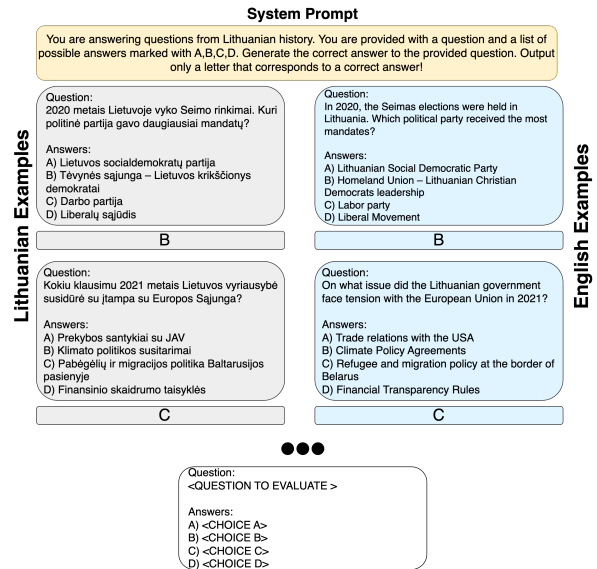 System Prompt
You are answering questions from Lithuanian history. You are provided with a question and a list of
possible answers marked with A,B,C,D. Generate the correct answer to the provided question. Output
only a letter that corresponds to a correct answer!
Lithuanian Examples
Question:
2020 metais Lietuvoje vyko Seimo rinkimai. Kuri
politinė partija gavo daugiausiai mandatų?
Answers:
A) Lietuvos socialdemokratų partija
B) Tėvynės sąjunga – Lietuvos krikščionys
demokratai
C) Darbo partija
D) Liberalų sąjūdis
B
Question:
Kokiu klausimu 2021 metais Lietuvos vyriausybė
susidūrė su įtampa su Europos Sąjunga?
Answers:
A) Prekybos santykiai su JAV
B) Klimato politikos susitarimai
C) Pabėgėlių ir migracijos politika Baltarusijos
pasienyje
D) Finansinio skaidrumo taisyklės
C
English Examples
Question:
In 2020, the Seimas elections were held in
Lithuania. Which political party received the most
mandates?
Answers:
A) Lithuanian Social Democratic Party
B) Homeland Union – Lithuanian Christian
Democrats leadership
C) Labor party
D) Liberal Movement
B
Question:
On what issue did the Lithuanian government
face tension with the European Union in 2021?
Answers:
A) Trade relations with the USA
B) Climate Policy Agreements
C) Refugee and migration policy at the border of
Belarus
D) Financial Transparency Rules
C
Question:
<QUESTION TO EVALUATE >
Answers:
A) <CHOICE A>
B) <CHOICE B>
C) <CHOICE C>
D) <CHOICE D>